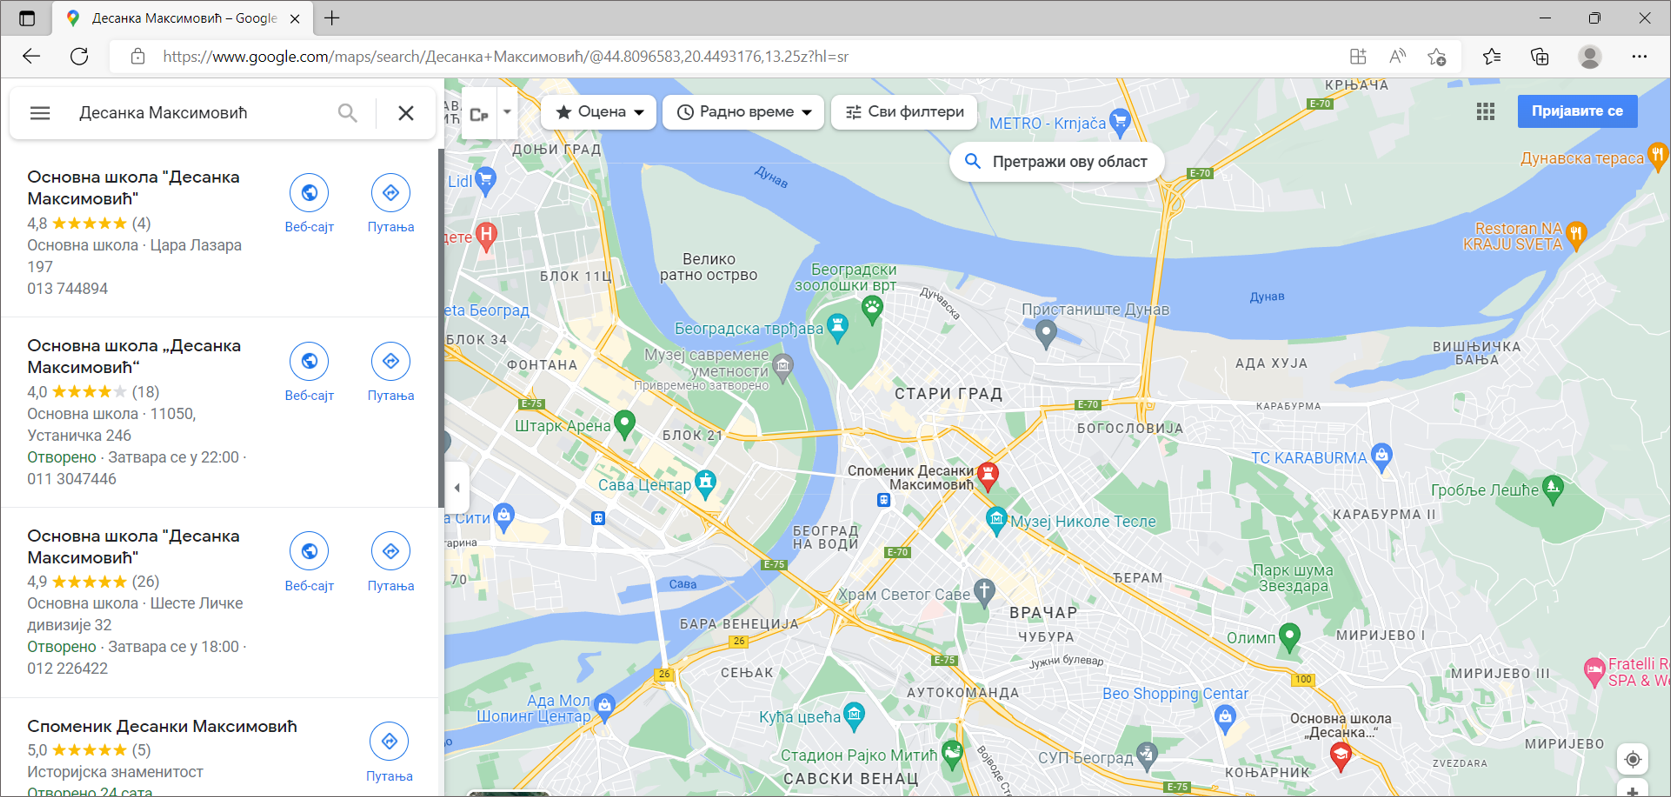 Десанка Максимовић – Google
https://www.google.com/maps/search/Десанка+Максимовић/@44.8096583,20.4493176,13.25z?hl=sr
Десанка Максимовић
Ср
Оцена
Радно време
Сви филтери
Пријавите се
Претражи ову област
Основна школа "Десанка
Максимовић"
4,8 (4)
Основна школа · Цара Лазара
197
013 744894
Веб-сајт
Путања
Основна школа „Десанка
Максимовић“
4,0 (18)
Основна школа · 11050,
Устаничка 246
Отворено · Затвара се у 22:00 ·
011 3047446
Веб-сајт
Путања
Основна школа "Десанка
Максимовић"
4,9 (26)
Основна школа · Шесте Личке
дивизије 32
Отворено · Затвара се у 18:00 ·
012 226422
Веб-сајт
Путања
Споменик Десанки Максимовић
5,0 (5)
Историјска знаменитост
Отворено 24 сата
Путања
КРЊАЧА
E-70
METRO - Krnjača
ДОЊИ ГРАД
Дунав
E-70
Дунавска тераса
Lidl
дете
H
Restoran NA
KRAJU SVETA
БЛОК 11Ц
Велико
ратно острво
Београдски
зоолошки врт
Дунавска
Дунав
Пристаниште Дунав
eta Београд
Београдска тврђава
БЛОК 34
ФОНТАНА
Музеј савремене
уметности
Привремено затворено
АДА ХУЈА
ВИШЊИЧКА
БАЊА
СТАРИ ГРАД
E-75
E-70
КАРАБУРМА
Штарк Арена
БЛОК 21
БОГОСЛОВИЈА
TC KARABURMA
Споменик Десанки
Максимовић
Сава Центар
Гробље Лешће
КАРАБУРМА II
а Сити
Музеј Николе Тесле
БЕОГРАД
НА ВОДИ
гарина
E-70
E-75
70
Сава
ЂЕРАМ
Парк шума
Звездара
Храм Светог Саве
ВРАЧАР
БАРА ВЕНЕЦИЈА
26
ЧУБУРА
Олимп
МИРИЈЕВО I
E-75
Јужни булевар
26
СЕЊАК
100
МИРИЈЕВО III
Fratelli R
SPA & We
АУТОКОМАНДА
Beo Shopping Centar
Ада Мол
Шопинг Центар
Кућа цвећа
Основна школа
„Десанка...“
МИРИЈЕВО
Стадион Рајко Митић
Војводе Сте
СУП Београд
ZVEZDARA
САВСКИ ВЕНАЦ
КОЊАРНИК
E-75